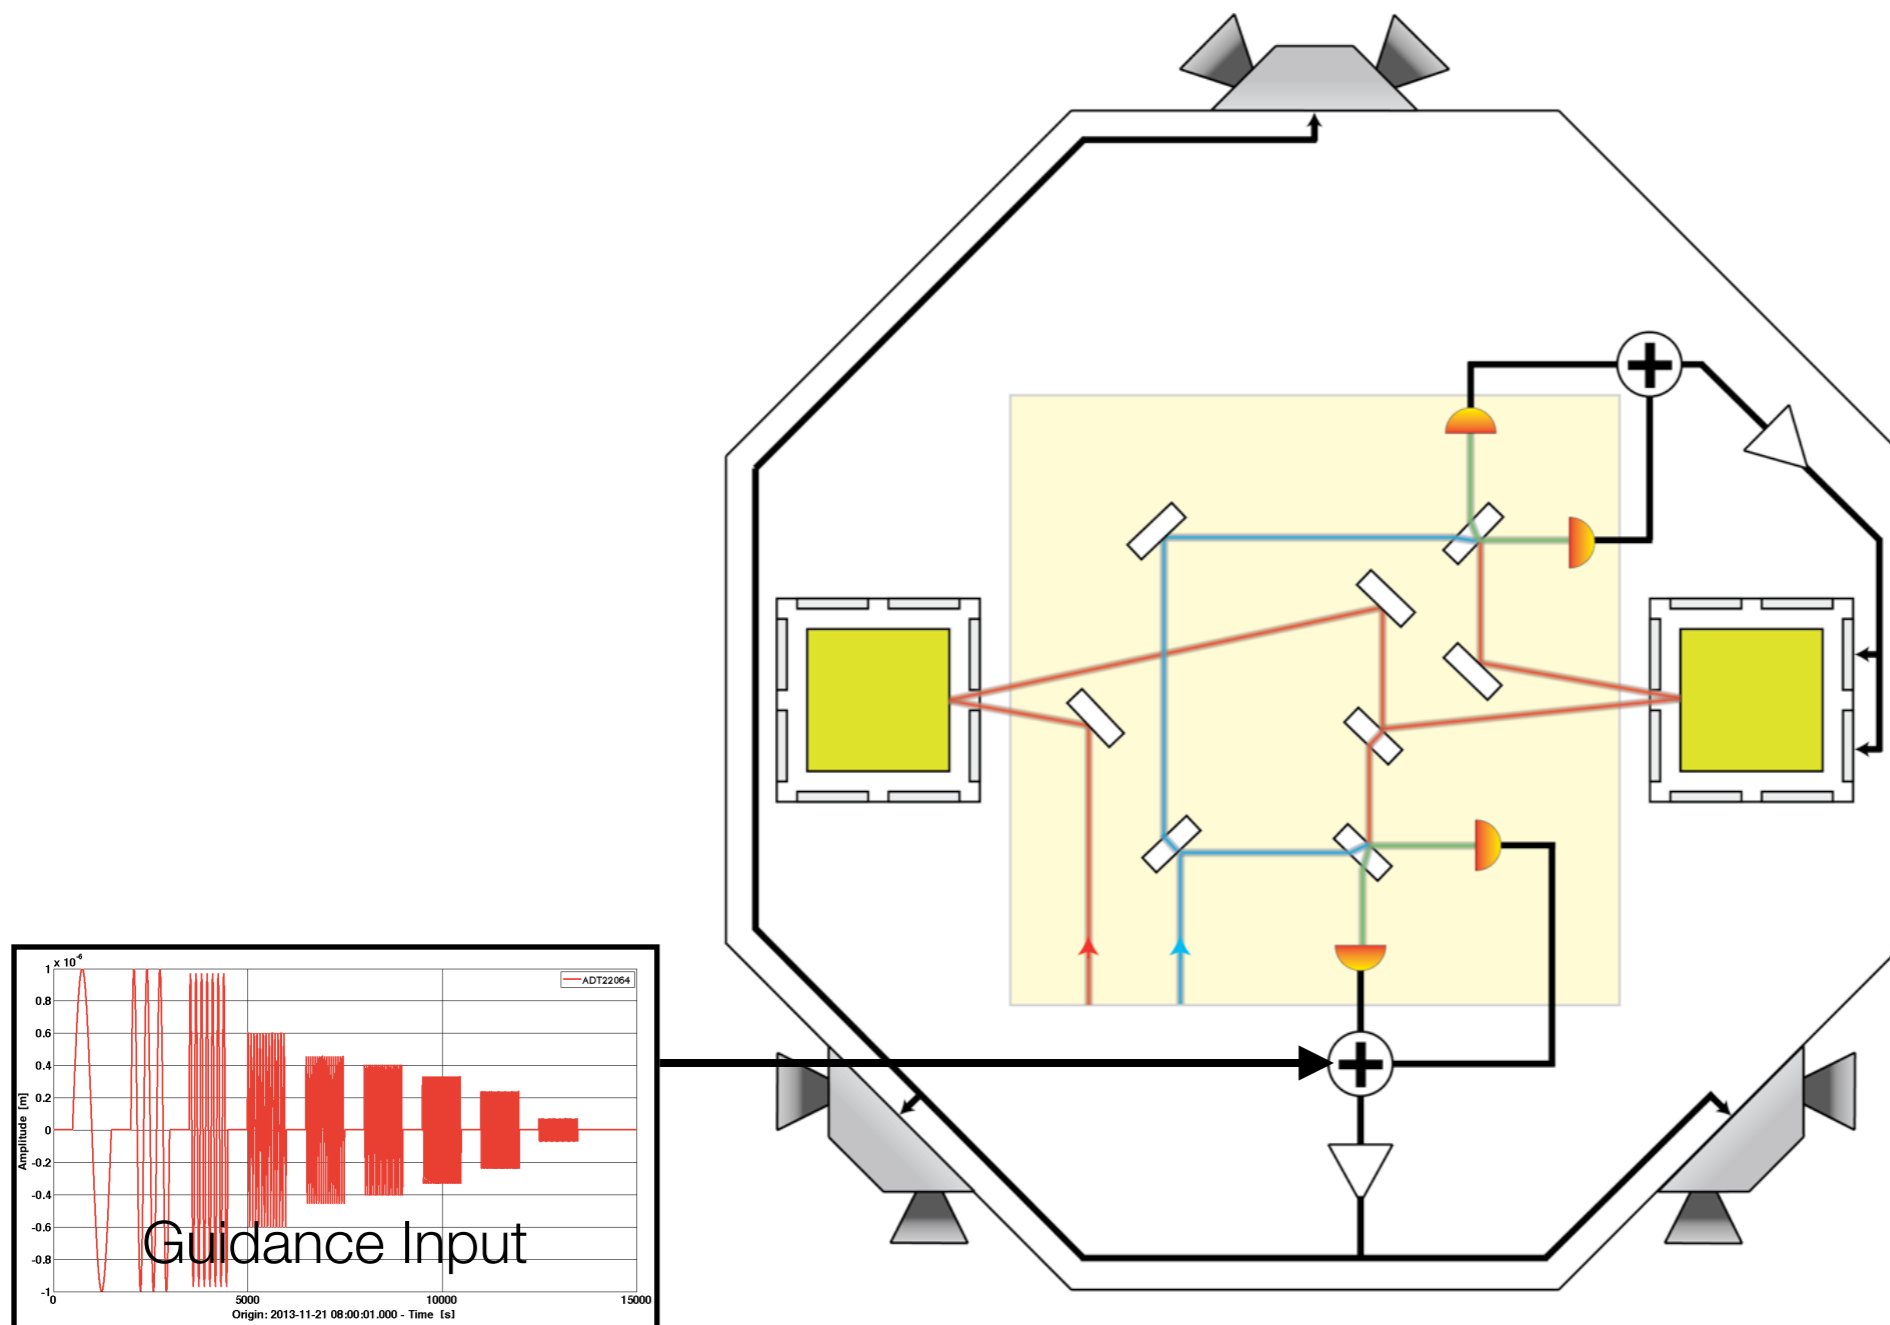 1 x 10^-6
ADT22064
0.8
0.6
0.4
0.2
0
-0.2
-0.4
-0.6
-0.8
-1
Amplitude [m]
Guidance Input
0 5000 10000 15000
Origin: 2013-11-21 08:00:01.000 - Time [s]